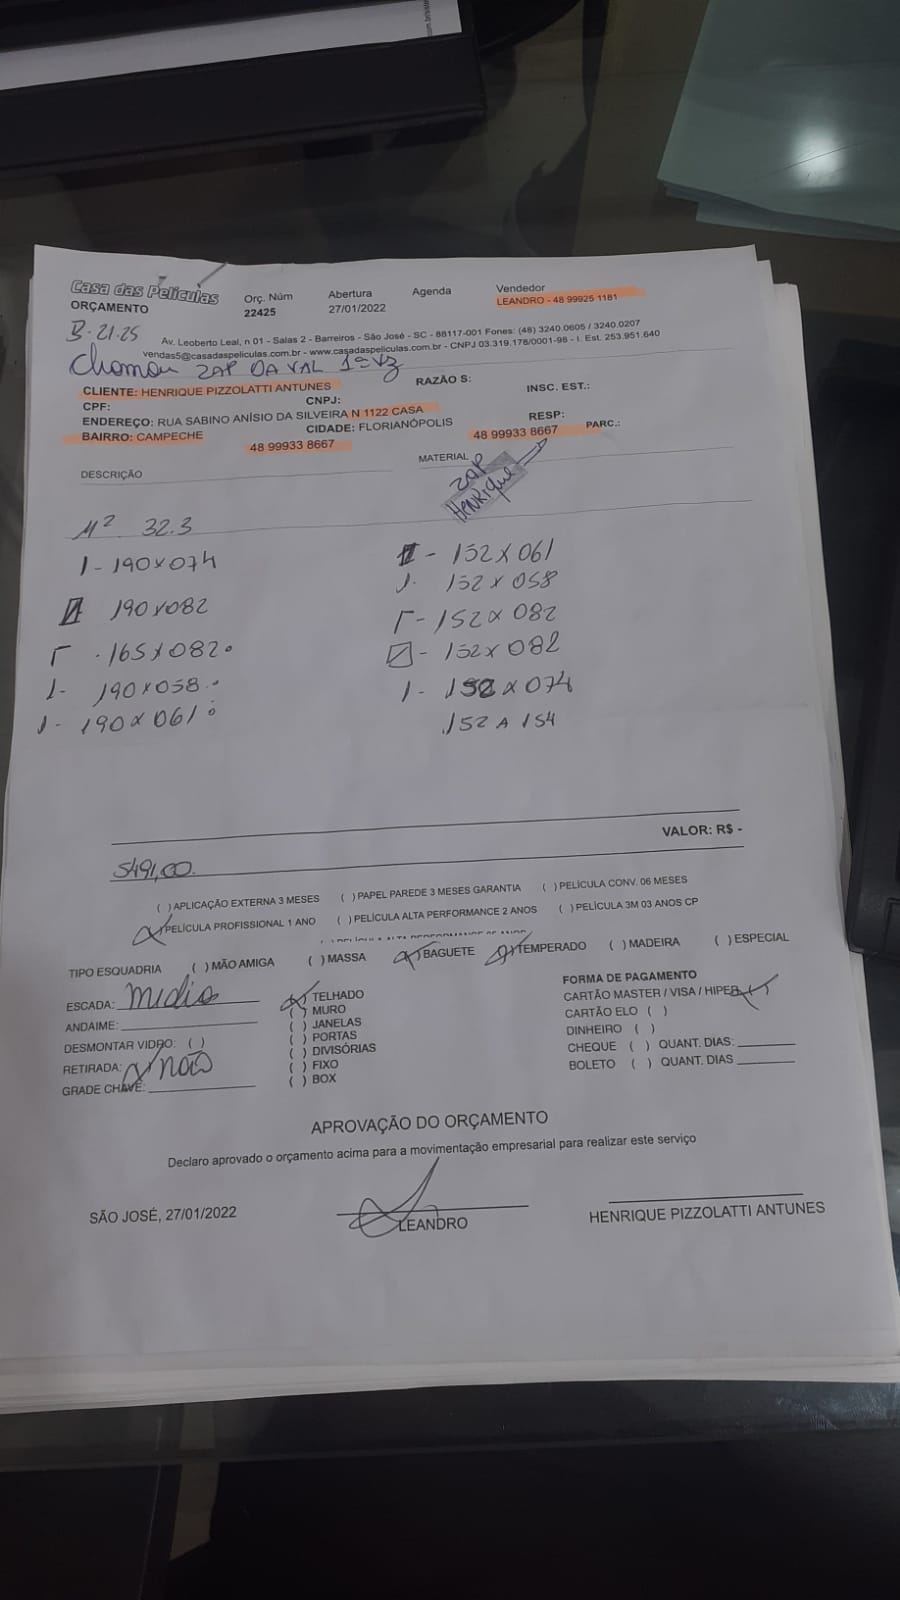 Casa das Películas
Orç. Núm Abertura Agenda Vendedor
ORÇAMENTO 22425 27/01/2022 LEANDRO - 48 99925 1181
B-21.25
Av. Leoberto Leal, n 01 - Salas 2 - Barreiros - São José - SC - 88117-001 Fones: (48) 3240.0605 / 3240.0207
vendas5@casadaspeliculas.com.br - www.casadaspeliculas.com.br - CNPJ 03.319.178/0001-98 - I. Est. 253.951.640
Chamou ZAP DA VAL 1º VZ
CLIENTE: HENRIQUE PIZZOLATTI ANTUNES RAZÃO S: INSC. EST.:
CPF: CNPJ:
ENDEREÇO: RUA SABINO ANÍSIO DA SILVEIRA N 1122 CASA RESP: PARC.:
BAIRRO: CAMPECHE CIDADE: FLORIANÓPOLIS
48 99933 8667 48 99933 8667
DESCRIÇÃO MATERIAL
ZAP
HENRIQUE
M² 32.3
1 - 190x074 - 152x061
190x082 1- 152x058
.165x082. - 152x082
1- 190x058. - 152x082
1- 190x061: 1- 152x074
.152 A 154
VALOR: R$ -
5491,00.
( ) APLICAÇÃO EXTERNA 3 MESES ( ) PAPEL PAREDE 3 MESES GARANTIA ( ) PELÍCULA CONV. 06 MESES
(X) PELÍCULA PROFISSIONAL 1 ANO ( ) PELÍCULA ALTA PERFORMANCE 2 ANOS ( ) PELÍCULA 3M 03 ANOS CP
TIPO ESQUADRIA ( ) MÃO AMIGA ( ) MASSA (X) BAGUETE (X) TEMPERADO ( ) MADEIRA ( ) ESPECIAL
ESCADA: MÉDIO (X) TELHADO FORMA DE PAGAMENTO
ANDAIME: ( ) MURO CARTÃO MASTER / VISA / HIPER (X)
DESMONTAR VIDRO: ( ) ( ) JANELAS CARTÃO ELO ( )
RETIRADA: X NÃO ( ) PORTAS DINHEIRO ( )
GRADE CHAVE: ( ) DIVISÓRIAS CHEQUE ( ) QUANT. DIAS:
( ) FIXO BOLETO ( ) QUANT. DIAS
( ) BOX
APROVAÇÃO DO ORÇAMENTO
Declaro aprovado o orçamento acima para a movimentação empresarial para realizar este serviço
SÃO JOSÉ, 27/01/2022 LEANDRO HENRIQUE PIZZOLATTI ANTUNES